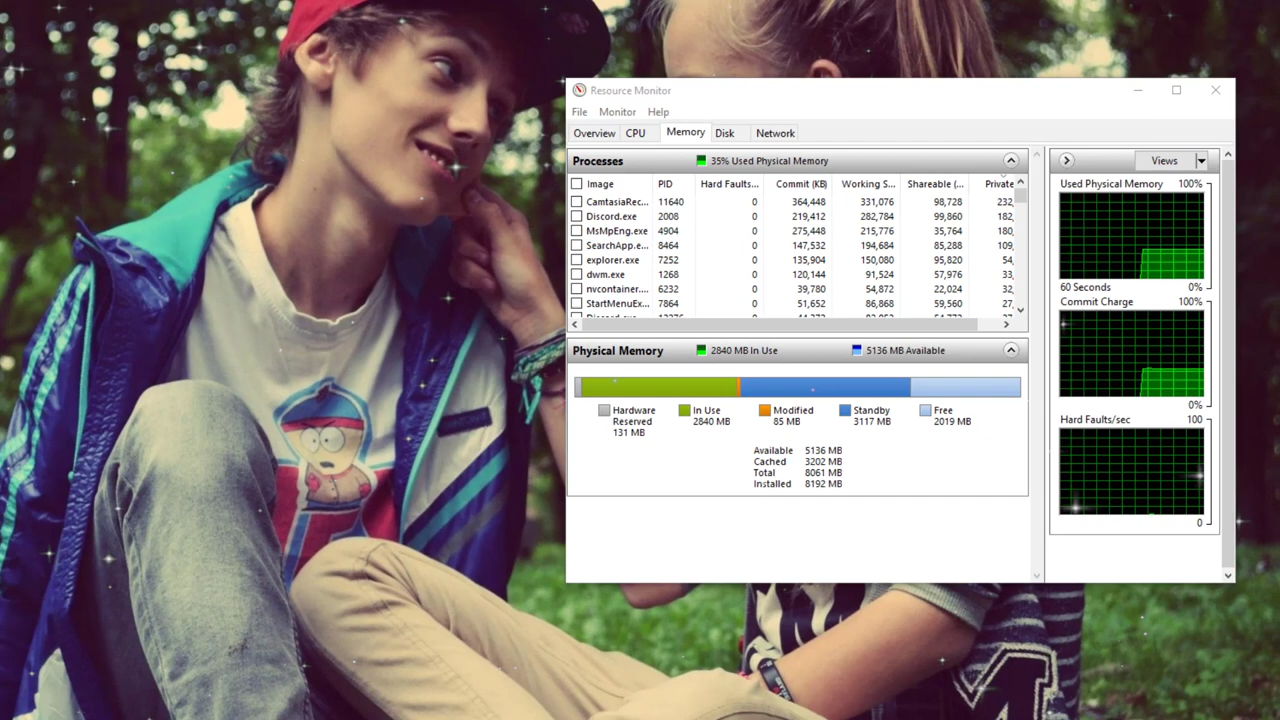 Resource Monitor
File Monitor Help
Overview CPU Memory Disk Network
Processes 35% Used Physical Memory
Image PID Hard Faults... Commit (KB) Working S... Shareable (... Private
CamtasiaRec... 11640 0 364,448 331,076 98,728 232,
Discord.exe 2008 0 219,412 282,784 99,860 182,
MsMpEng.exe 4904 0 275,448 215,776 35,764 180,
SearchApp.e... 8464 0 147,532 194,684 85,288 109,
explorer.exe 7252 0 135,904 150,080 95,820 54,
dwm.exe 1268 0 120,144 91,524 57,976 33,
nvcontainer.... 6232 0 39,780 54,872 22,024 32,
StartMenuEx... 7864 0 51,652 86,868 59,560 27,
Physical Memory 2840 MB In Use 5136 MB Available
Hardware Reserved 131 MB
In Use 2840 MB
Modified 85 MB
Standby 3117 MB
Free 2019 MB
Available 5136 MB
Cached 3202 MB
Total 8061 MB
Installed 8192 MB
Views
Used Physical Memory 100%
60 Seconds 0%
Commit Charge 100%
0%
Hard Faults/sec 100
0